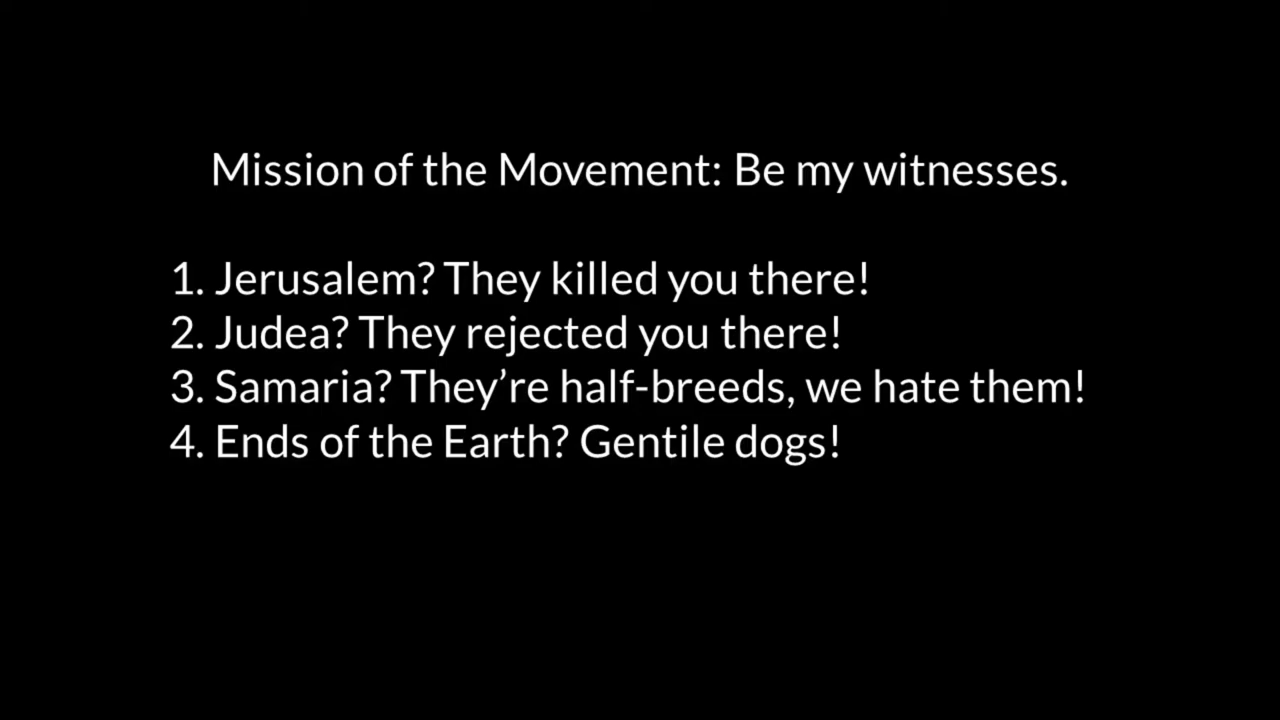 Mission of the Movement: Be my witnesses.
1. Jerusalem? They killed you there!
2. Judea? They rejected you there!
3. Samaria? They’re half-breeds, we hate them!
4. Ends of the Earth? Gentile dogs!